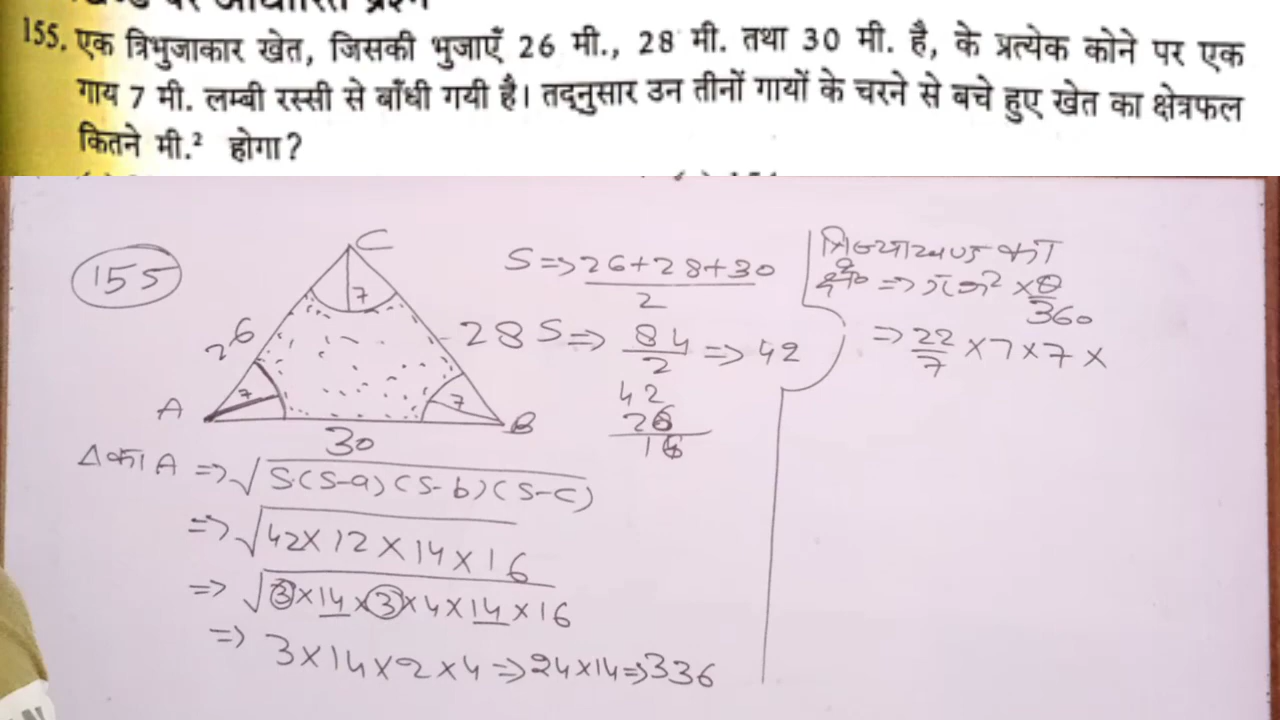 155. एक त्रिभुजाकार खेत, जिसकी भुजाएँ 26 मी., 28 मी. तथा 30 मी. है, के प्रत्येक कोने पर एक
गाय 7 मी. लम्बी रस्सी से बाँधी गयी है। तद्नुसार उन तीनों गायों के चरने से बचे हुए खेत का क्षेत्रफल
कितने मी.² होगा?
155
C
7
26
28
A
7
7
B
30
S => 26+28+30
2
S => 84/2 => 42
42
26
16
Δ का A => √S(S-a)(S-b)(S-c)
=> √42×12×14×16
=> √3×14×3×4×14×16
=> 3×14×2×4 => 24×14 => 336
त्रिज्याखण्ड का
क्षे० => πr² × θ/360
=> 22/7 ×7×7×